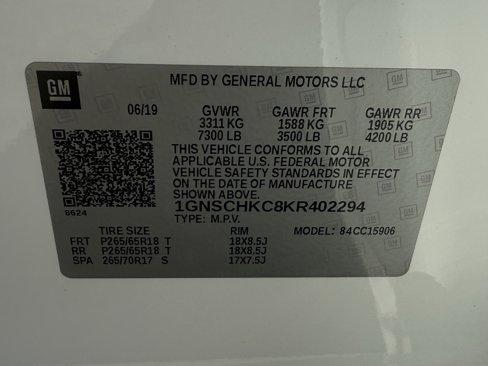 GM
MFD BY GENERAL MOTORS LLC
06/19 GVWR GAWR FRT GAWR RR
3311 KG 1588 KG 1905 KG
7300 LB 3500 LB 4200 LB
THIS VEHICLE CONFORMS TO ALL
APPLICABLE U.S. FEDERAL MOTOR
VEHICLE SAFETY STANDARDS IN EFFECT
ON THE DATE OF MANUFACTURE
SHOWN ABOVE.
8624
1GNSCHKC8KR402294
TYPE: M.P.V.
TIRE SIZE RIM MODEL: 84CC15906
FRT P265/65R18 T 18X8.5J
RR P265/65R18 T 18X8.5J
SPA 265/70R17 S 17X7.5J